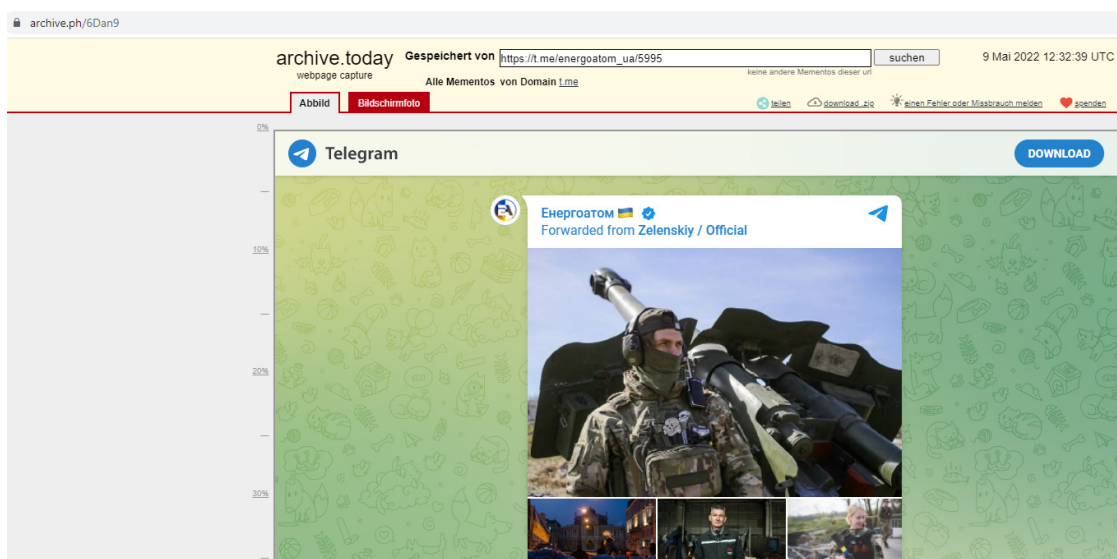 archive.ph/6Dan9
archive.today
webpage capture
Gespeichert von https://t.me/energoatom_ua/5995 suchen
9 Mai 2022 12:32:39 UTC
keine andere Mementos dieser url
Alle Mementos von Domain t.me
Abbild
Bildschirmfoto
teilen
download .zip
einen Fehler oder Missbrauch melden
spenden
0%
Telegram
DOWNLOAD
Енергоатом
Forwarded from Zelenskiy / Official
10%
20%
30%